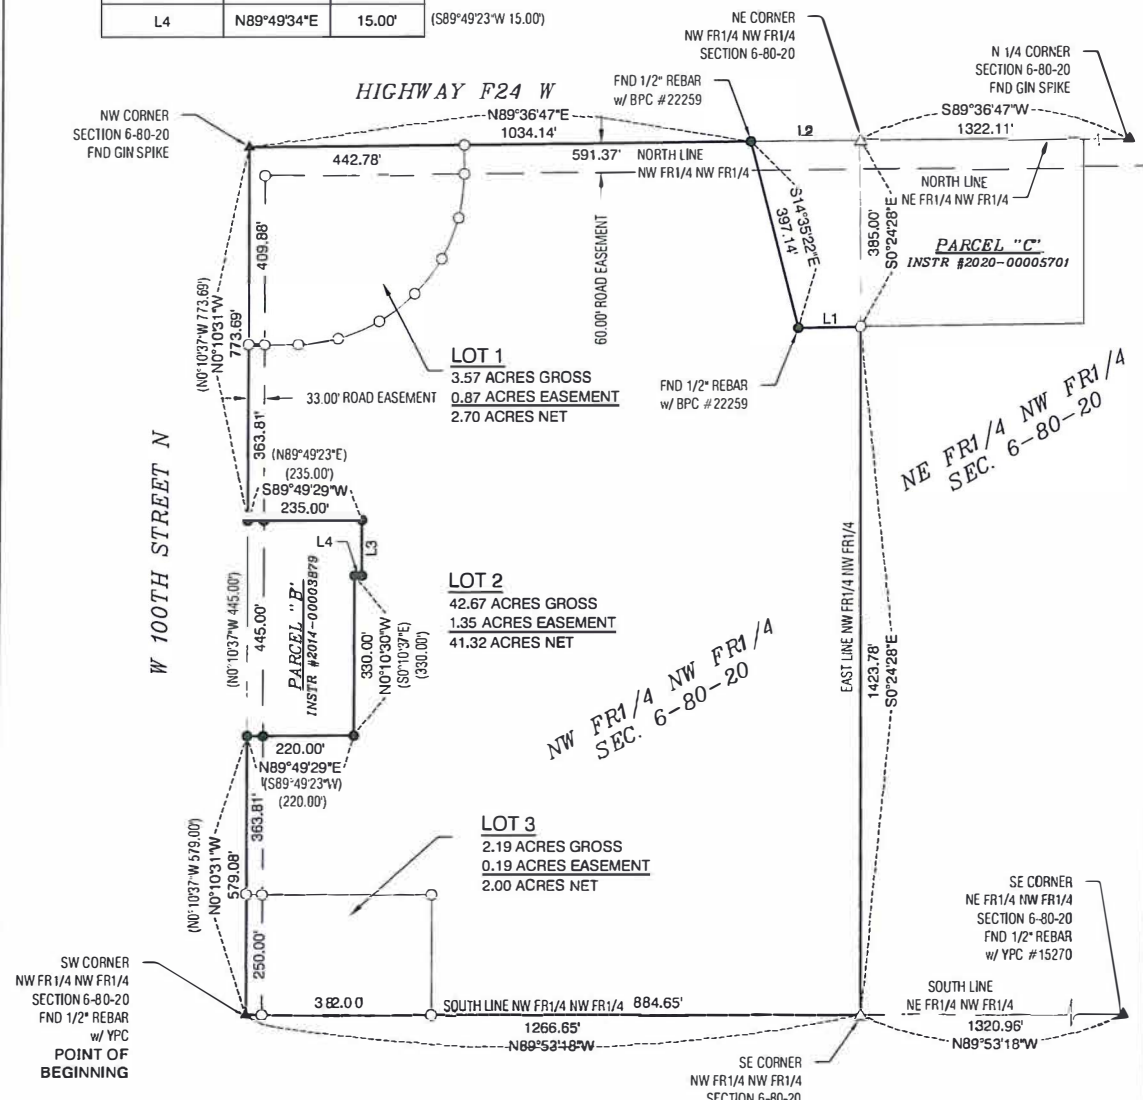 L4 N89°49'34"E 15.00' (S89°49'23"W 15.00')
NE CORNER
NW FR1/4 NW FR1/4
SECTION 6-80-20
N 1/4 CORNER
SECTION 6-80-20
FND GIN SPIKE
FND 1/2" REBAR
w/ BPC #22259
HIGHWAY F24 W
NW CORNER
SECTION 6-80-20
FND GIN SPIKE
N89°36'47"E
1034.14'
L2
S89°36'47"W
1322.11'
442.78'
591.37'
NORTH LINE
NW FR1/4 NW FR1/4
NORTH LINE
NE FR1/4 NW FR1/4
S14°35'22"E
397.14'
385.00'
S0°24'28"E
PARCEL "C"
INSTR #2020-00005701
409.88'
60.00' ROAD EASEMENT
(N0°10'37"W 773.69)
N0°10'31"W
773.69'
L1
LOT 1
3.57 ACRES GROSS
0.87 ACRES EASEMENT
2.70 ACRES NET
FND 1/2" REBAR
w/ BPC #22259
33.00' ROAD EASEMENT
363.81'
NE FR1/4 NW FR1/4
SEC. 6-80-20
W 100TH STREET N
(N89°49'23"E)
(235.00')
S89°49'29"W
235.00'
L4
L3
(N0°10'37"W 445.00')
445.00'
PARCEL "B"
INSTR #2014-00003879
330.00'
N0°10'30"W
(S0°10'37"E)
(330.00')
LOT 2
42.67 ACRES GROSS
1.35 ACRES EASEMENT
41.32 ACRES NET
EAST LINE NW FR1/4 NW FR1/4
1423.78'
S0°24'28"E
NW FR1/4 NW FR1/4
SEC. 6-80-20
220.00'
N89°49'29"E
(S89°49'23"W)
(220.00')
(N0°10'37"W 579.00')
N0°10'31"W
579.08'
363.81'
LOT 3
2.19 ACRES GROSS
0.19 ACRES EASEMENT
2.00 ACRES NET
250.00'
SE CORNER
NE FR1/4 NW FR1/4
SECTION 6-80-20
FND 1/2" REBAR
w/ YPC #15270
SW CORNER
NW FR1/4 NW FR1/4
SECTION 6-80-20
FND 1/2" REBAR
w/ YPC
POINT OF
BEGINNING
382.00
SOUTH LINE NW FR1/4 NW FR1/4
884.65'
1266.65'
N89°53'18"W
SOUTH LINE
NE FR1/4 NW FR1/4
1320.96'
N89°53'18"W
SE CORNER
NW FR1/4 NW FR1/4
SECTION 6-80-20